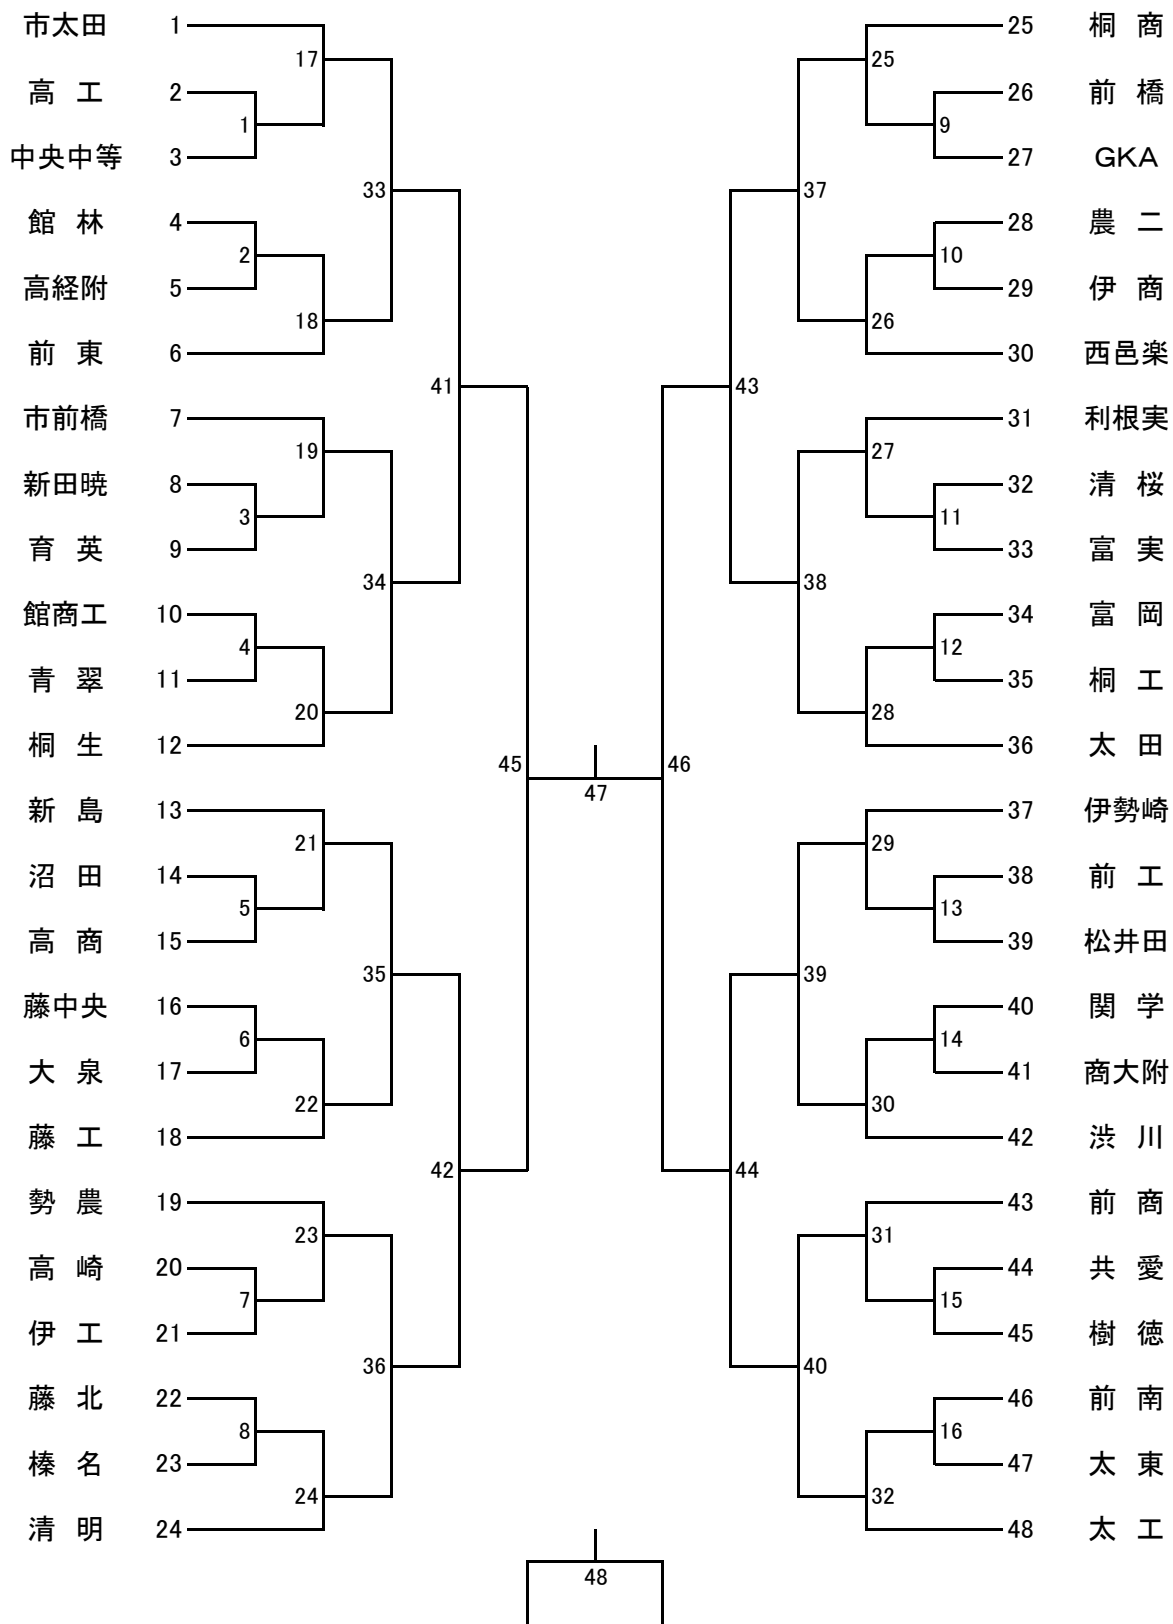 市太田 1
17
高 工 2
1
中央中等 3
33
館 林 4
2
高経附 5
18
前 東 6
41
市前橋 7
19
新田暁 8
3
育 英 9
34
館商工 10
4
青 翠 11
20
桐 生 12
45
新 島 13
21
沼 田 14
5
高 商 15
35
藤中央 16
6
大 泉 17
22
藤 工 18
42
勢 農 19
23
高 崎 20
7
伊 工 21
36
藤 北 22
8
榛 名 23
24
清 明 24
47
48
25 桐 商
25
26 前 橋
9
27 GKA
37
28 農 二
10
29 伊 商
26
30 西邑楽
43
31 利根実
27
32 清 桜
11
33 富 実
38
34 富 岡
12
35 桐 工
28
36 太 田
46
37 伊勢崎
29
38 前 工
13
39 松井田
39
40 関 学
14
41 商大附
30
42 渋 川
44
43 前 商
31
44 共 愛
15
45 樹 徳
40
46 前 南
16
47 太 東
32
48 太 工